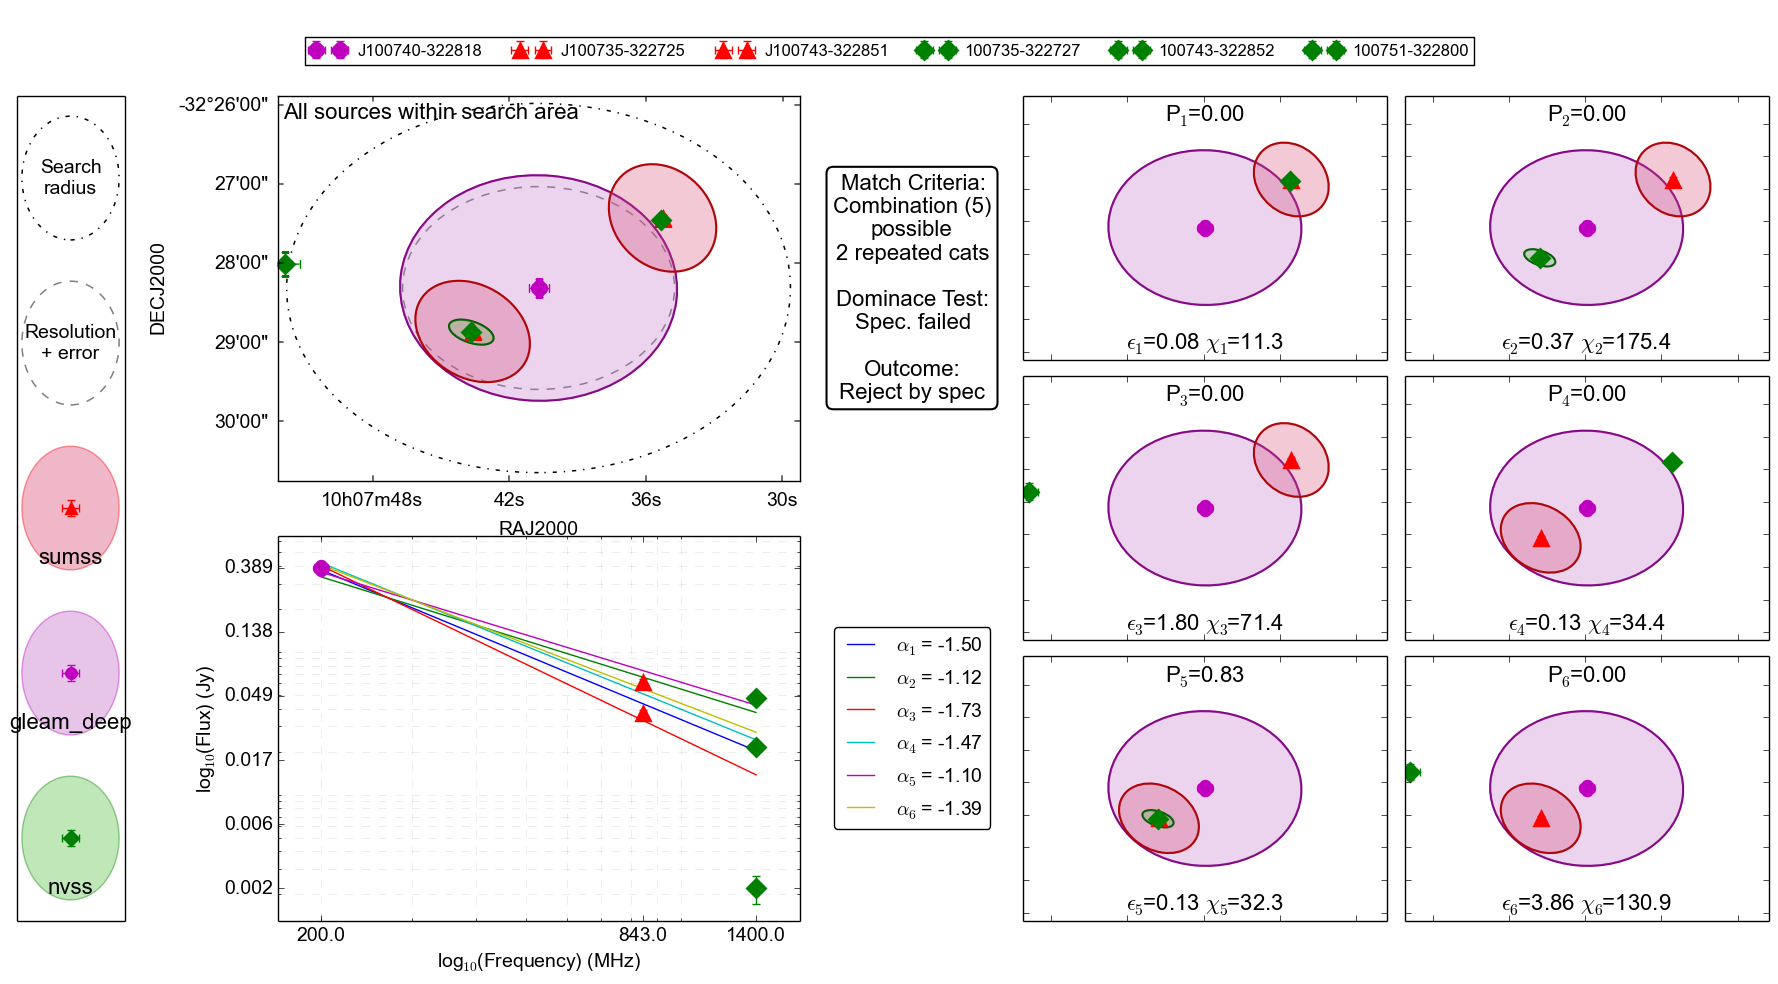 J100740-322818 J100735-322725 J100743-322851 100735-322727 100743-322852 100751-322800
Search
radius
Resolution
+ error
sumss
gleam_deep
nvss
All sources within search area
DECJ2000
-32°26'00"
27'00"
28'00"
29'00"
30'00"
10h07m48s 42s 36s 30s
RAJ2000
Match Criteria:
Combination (5)
possible
2 repeated cats
Dominace Test:
Spec. failed
Outcome:
Reject by spec
log₁₀(Flux) (Jy)
0.389
0.138
0.049
0.017
0.006
0.002
200.0 843.0 1400.0
log₁₀(Frequency) (MHz)
α₁ = -1.50
α₂ = -1.12
α₃ = -1.73
α₄ = -1.47
α₅ = -1.10
α₆ = -1.39
P₁=0.00
ϵ₁=0.08 χ₁=11.3
P₂=0.00
ϵ₂=0.37 χ₂=175.4
P₃=0.00
ϵ₃=1.80 χ₃=71.4
P₄=0.00
ϵ₄=0.13 χ₄=34.4
P₅=0.83
ϵ₅=0.13 χ₅=32.3
P₆=0.00
ϵ₆=3.86 χ₆=130.9